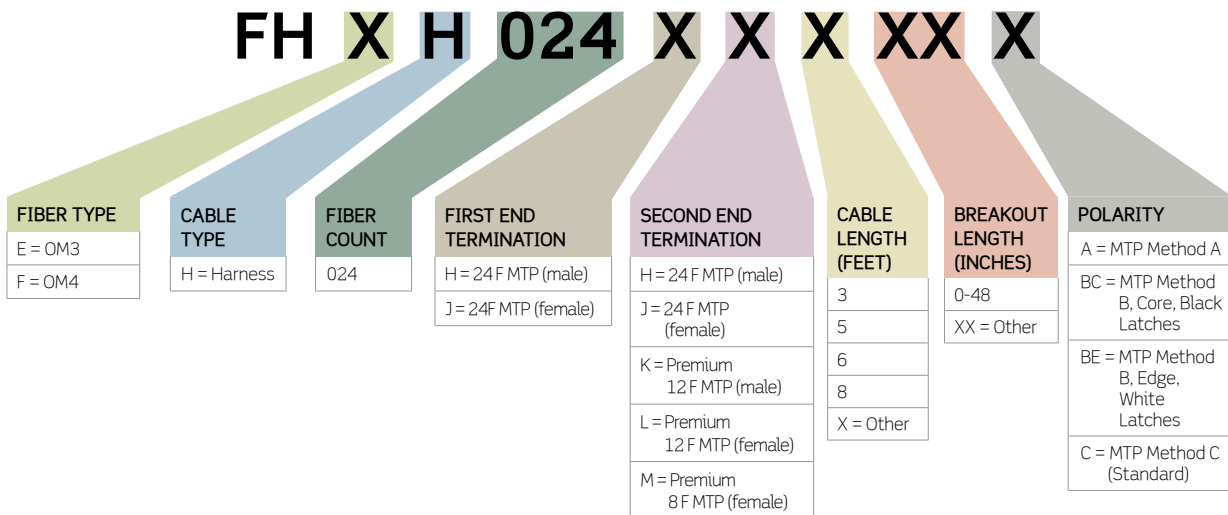 FH X H 024 X X X XX X
FIBER TYPE
E = OM3
F = OM4
CABLE
TYPE
H = Harness
FIBER
COUNT
024
FIRST END
TERMINATION
H = 24 F MTP (male)
J = 24F MTP (female)
SECOND END
TERMINATION
H = 24 F MTP (male)
J = 24 F MTP
(female)
K = Premium
12 F MTP (male)
L = Premium
12 F MTP (female)
M = Premium
8 F MTP (female)
CABLE
LENGTH
(FEET)
3
5
6
8
X = Other
BREAKOUT
LENGTH
(INCHES)
0-48
XX = Other
POLARITY
A = MTP Method A
BC = MTP Method
B, Core, Black
Latches
BE = MTP Method
B, Edge,
White
Latches
C = MTP Method C
(Standard)